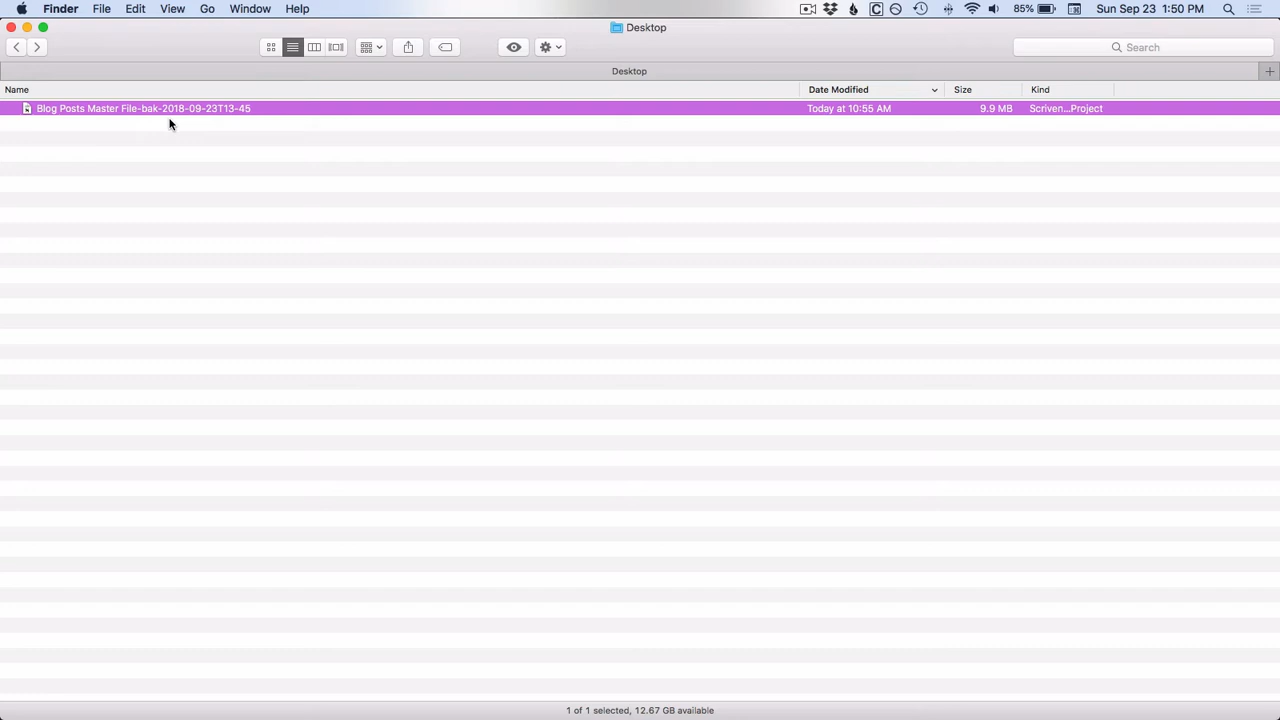 Finder File Edit View Go Window Help 85% Sun Sep 23 1:50 PM
Desktop
Search
Desktop
Name Date Modified Size Kind
Blog Posts Master File-bak-2018-09-23T13-45 Today at 10:55 AM 9.9 MB Scriven...Project
1 of 1 selected, 12.67 GB available